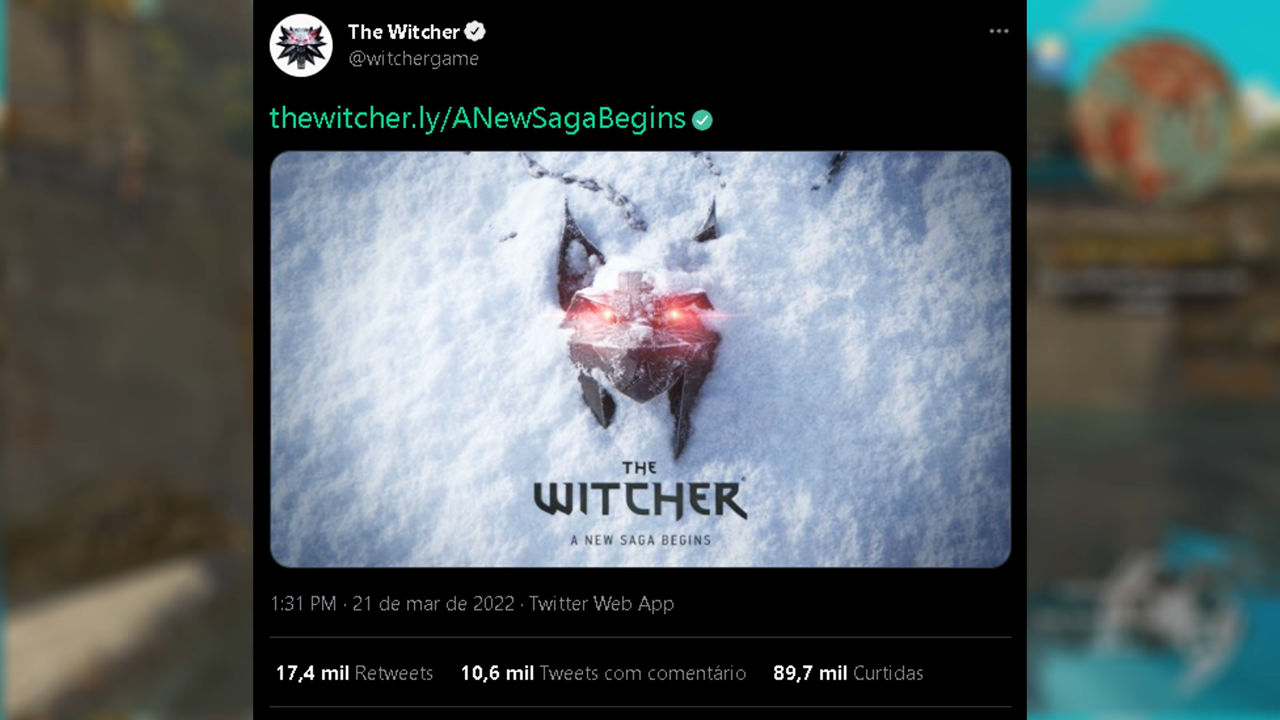 The Witcher
@witchergame
thewitcher.ly/ANewSagaBegins
THE
WITCHER
A NEW SAGA BEGINS
1:31 PM · 21 de mar de 2022 · Twitter Web App
17,4 mil Retweets 10,6 mil Tweets com comentário 89,7 mil Curtidas